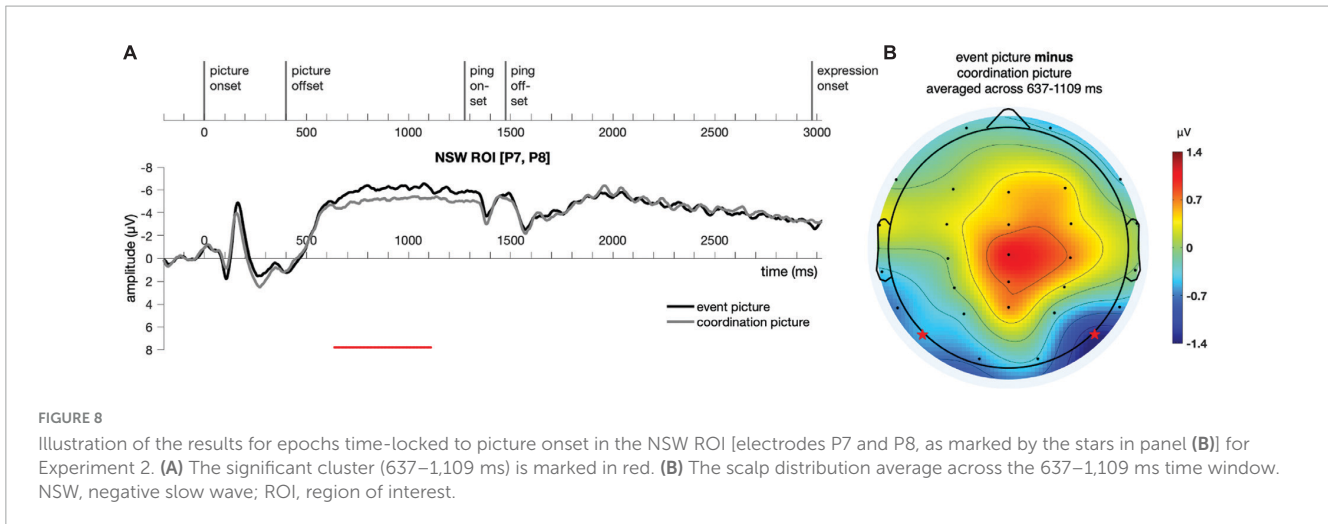 A
picture onset
picture offset
ping on-set
ping off-set
expression onset
0 500 1000 1500 2000 2500 3000
NSW ROI [P7, P8]
-8
-6
-4
-2
0
2
4
6
8
amplitude (µV)
0 500 1000 1500 2000 2500
time (ms)
event picture
coordination picture
B
event picture minus
coordination picture
averaged across 637-1109 ms
µV
1.4
0.7
0
-0.7
-1.4
FIGURE 8
Illustration of the results for epochs time-locked to picture onset in the NSW ROI [electrodes P7 and P8, as marked by the stars in panel (B)] for
Experiment 2. (A) The significant cluster (637–1,109 ms) is marked in red. (B) The scalp distribution average across the 637–1,109 ms time window.
NSW, negative slow wave; ROI, region of interest.